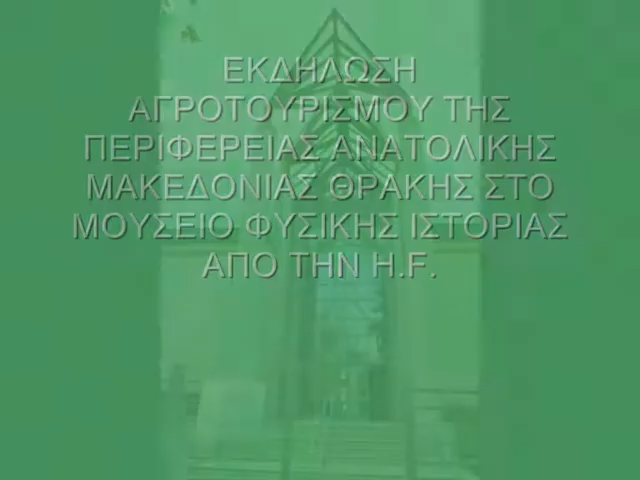 ΕΚΔΗΛΩΣΗ
ΑΓΡΟΤΟΥΡΙΣΜΟΥ ΤΗΣ
ΠΕΡΙΦΕΡΕΙΑΣ ΑΝΑΤΟΛΙΚΗΣ
ΜΑΚΕΔΟΝΙΑΣ ΘΡΑΚΗΣ ΣΤΟ
ΜΟΥΣΕΙΟ ΦΥΣΙΚΗΣ ΙΣΤΟΡΙΑΣ
ΑΠΟ ΤΗΝ H.F.